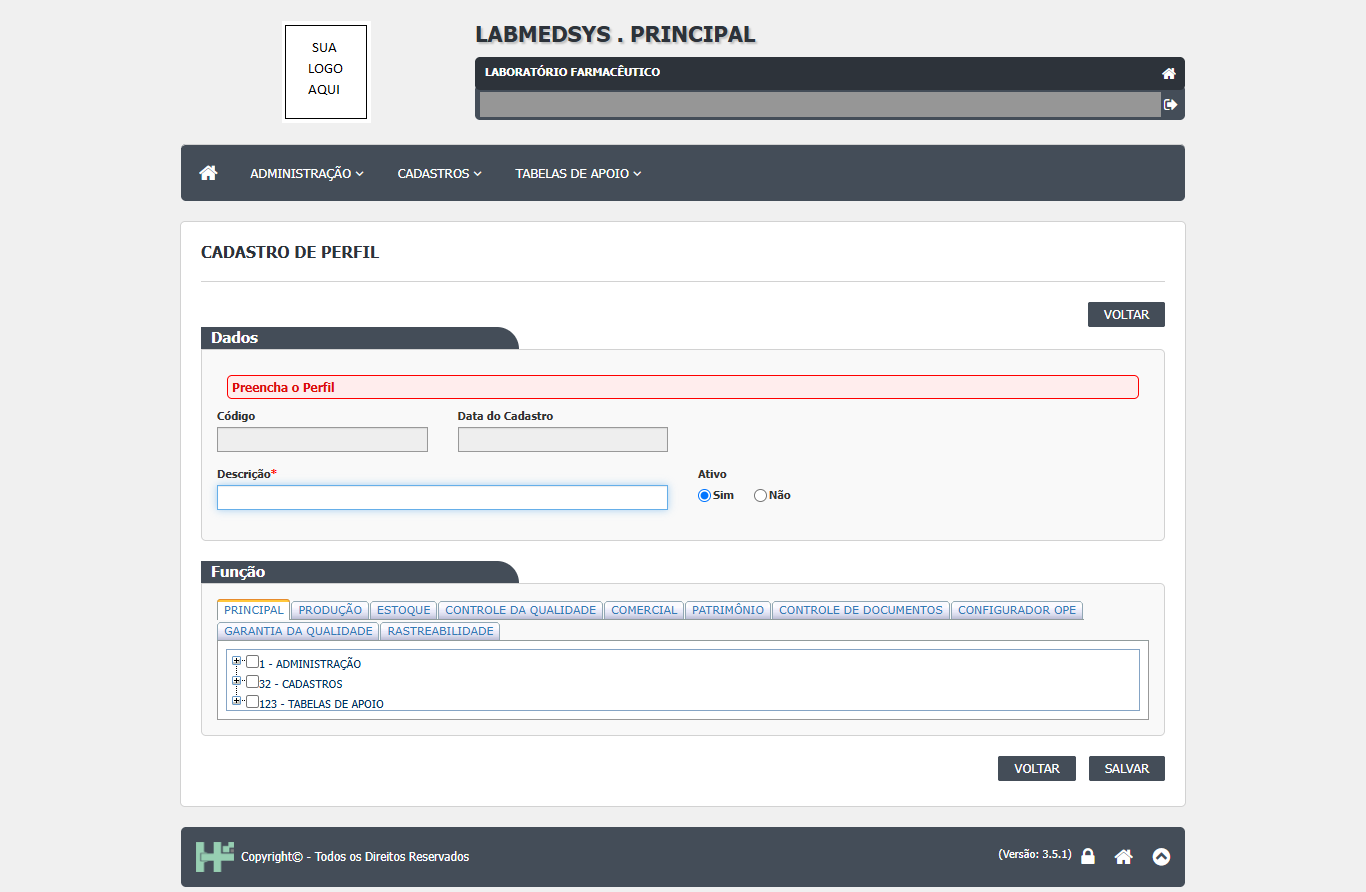 SUA
LOGO
AQUI
LABMEDSYS . PRINCIPAL
LABORATÓRIO FARMACÊUTICO
ADMINISTRAÇÃO CADASTROS TABELAS DE APOIO
CADASTRO DE PERFIL
VOLTAR
Dados
Preencha o Perfil
Código Data do Cadastro
Descrição* Ativo
Sim Não
Função
PRINCIPAL PRODUÇÃO ESTOQUE CONTROLE DA QUALIDADE COMERCIAL PATRIMÔNIO CONTROLE DE DOCUMENTOS CONFIGURADOR OPE
GARANTIA DA QUALIDADE RASTREABILIDADE
1 - ADMINISTRAÇÃO
32 - CADASTROS
123 - TABELAS DE APOIO
VOLTAR SALVAR
Copyright© - Todos os Direitos Reservados (Versão: 3.5.1)